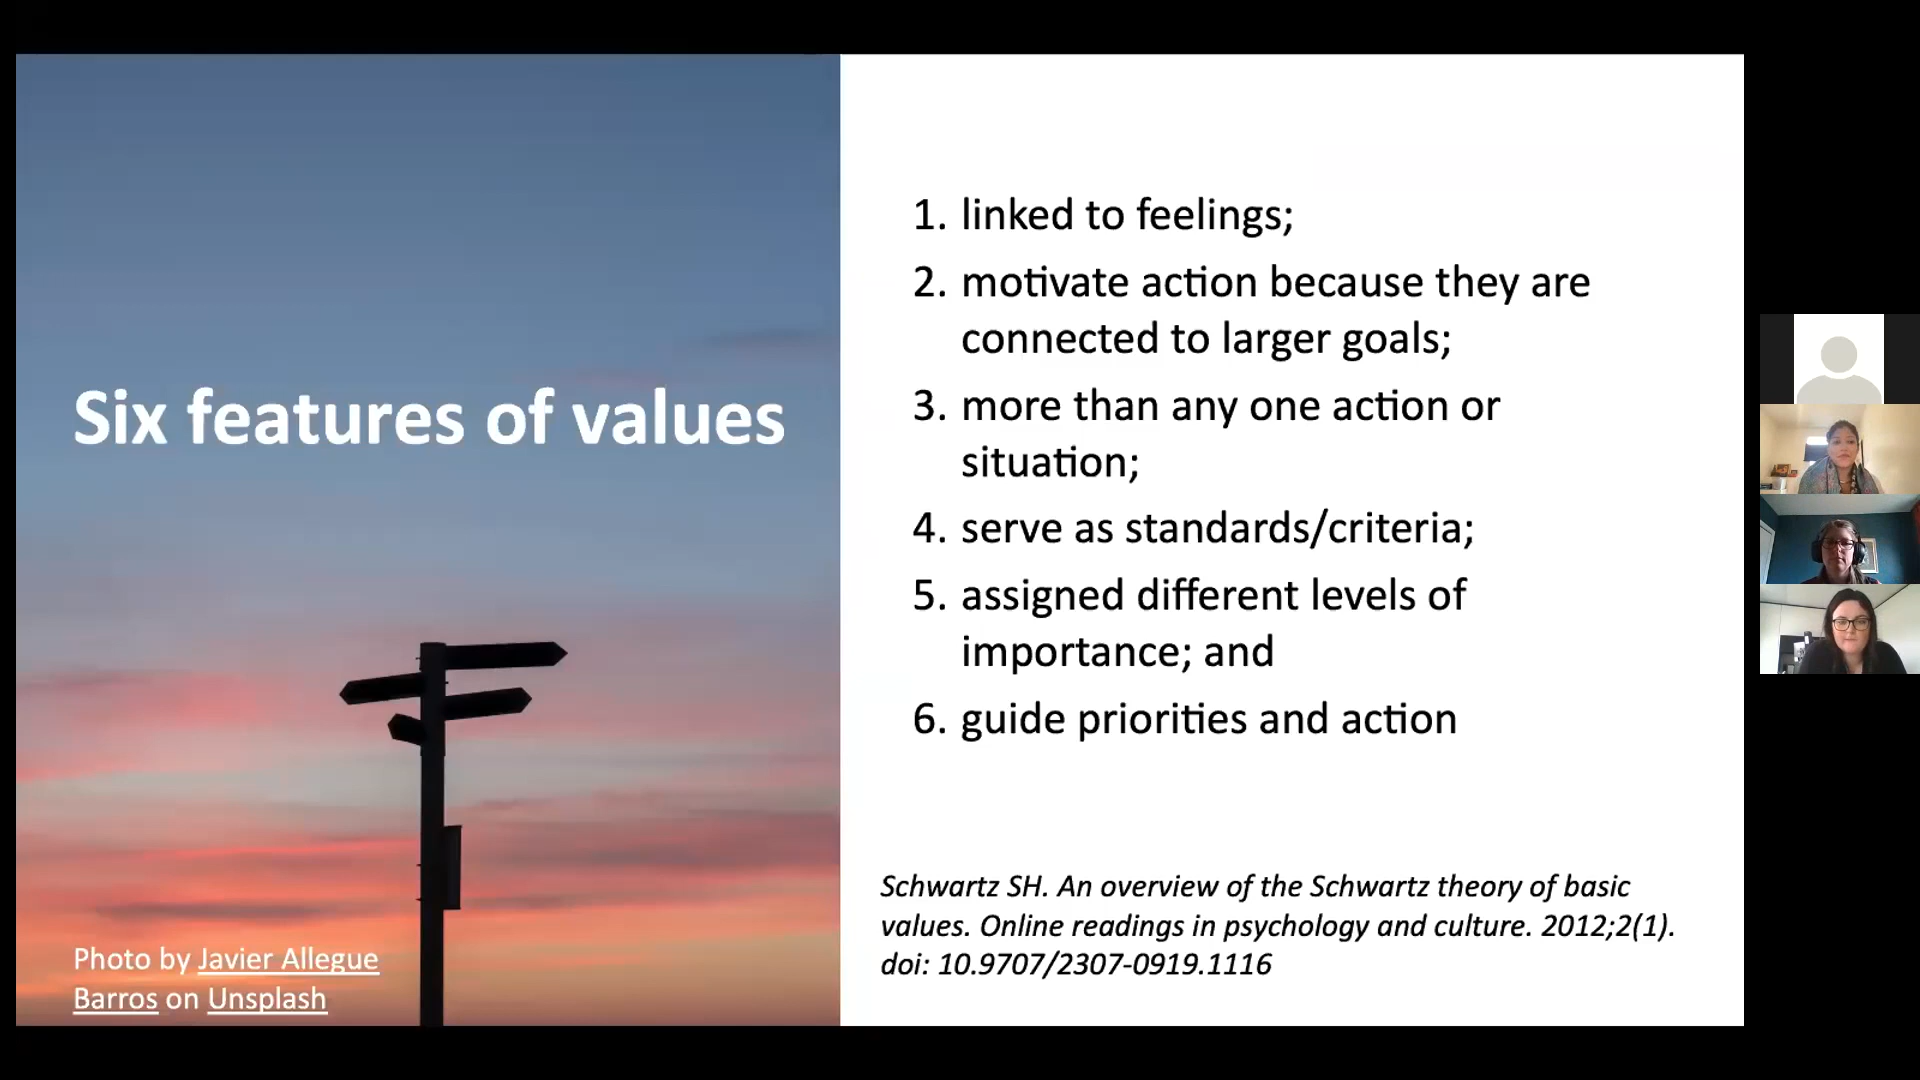 Six features of values
Photo by Javier Allegue
Barros on Unsplash
1. linked to feelings;
2. motivate action because they are
connected to larger goals;
3. more than any one action or
situation;
4. serve as standards/criteria;
5. assigned different levels of
importance; and
6. guide priorities and action
Schwartz SH. An overview of the Schwartz theory of basic
values. Online readings in psychology and culture. 2012;2(1).
doi: 10.9707/2307-0919.1116